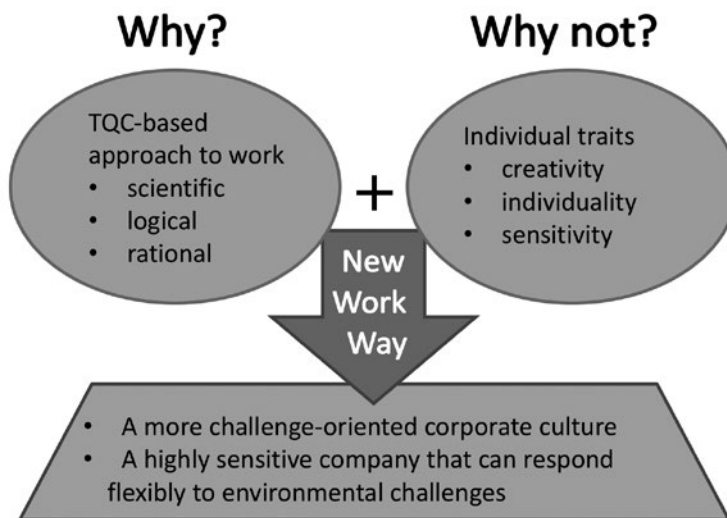 Why?
Why not?
TQC-based
approach to work
• scientific
• logical
• rational
+
Individual traits
• creativity
• individuality
• sensitivity
New
Work
Way
• A more challenge-oriented corporate culture
• A highly sensitive company that can respond
flexibly to environmental challenges